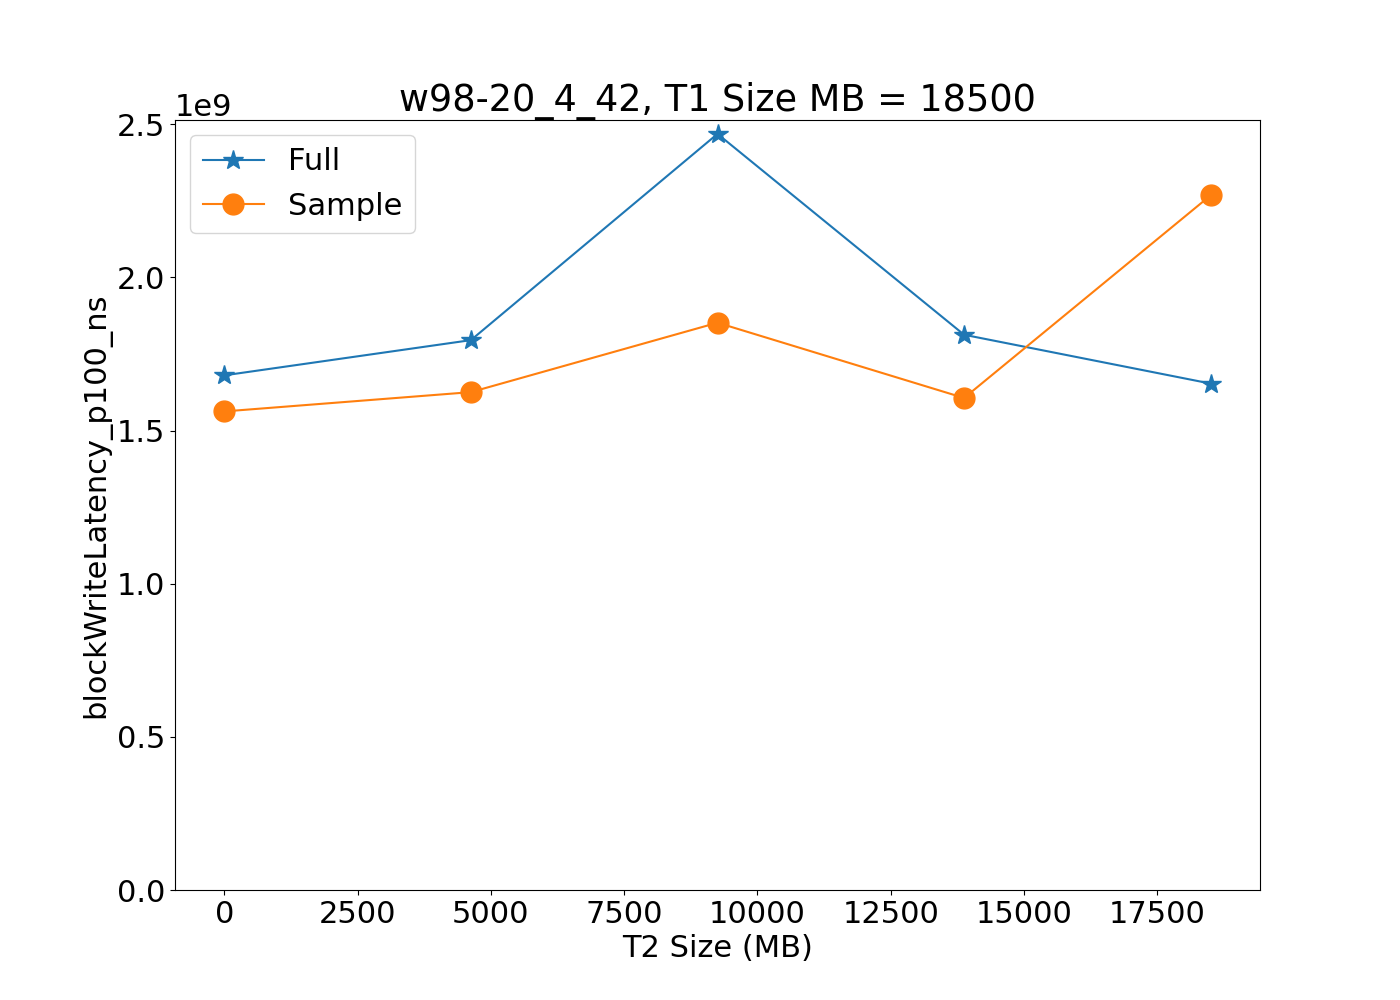 w98-20_4_42, T1 Size MB = 18500
1e9
Full
Sample
2.5
2.0
1.5
1.0
0.5
0.0
blockWriteLatency_p100_ns
0 2500 5000 7500 10000 12500 15000 17500
T2 Size (MB)